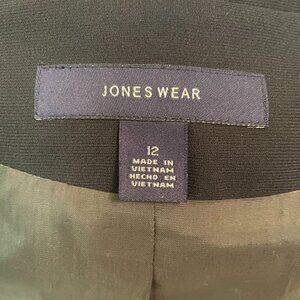 JONES WEAR
12
MADE IN
VIETNAM
HECHO EN
VIETNAM